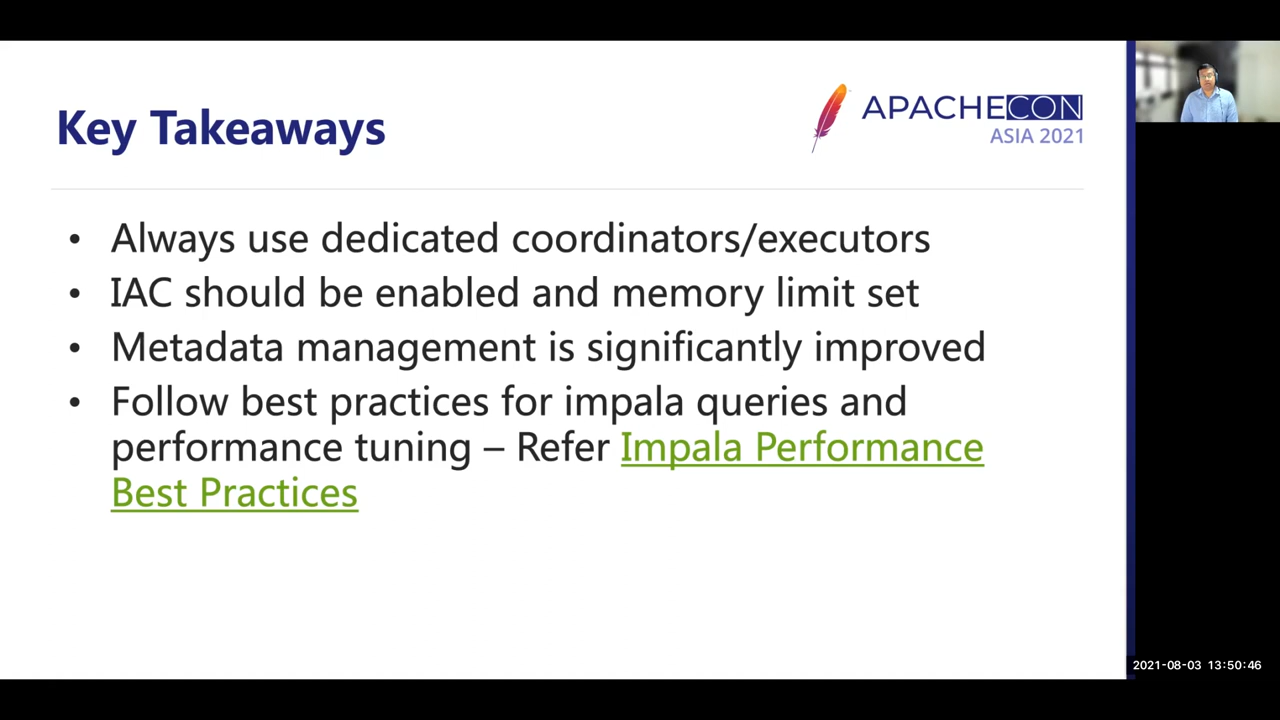 Key Takeaways
APACHECON
ASIA 2021
• Always use dedicated coordinators/executors
• IAC should be enabled and memory limit set
• Metadata management is significantly improved
• Follow best practices for impala queries and
performance tuning – Refer Impala Performance
Best Practices
2021-08-03 13:50:46